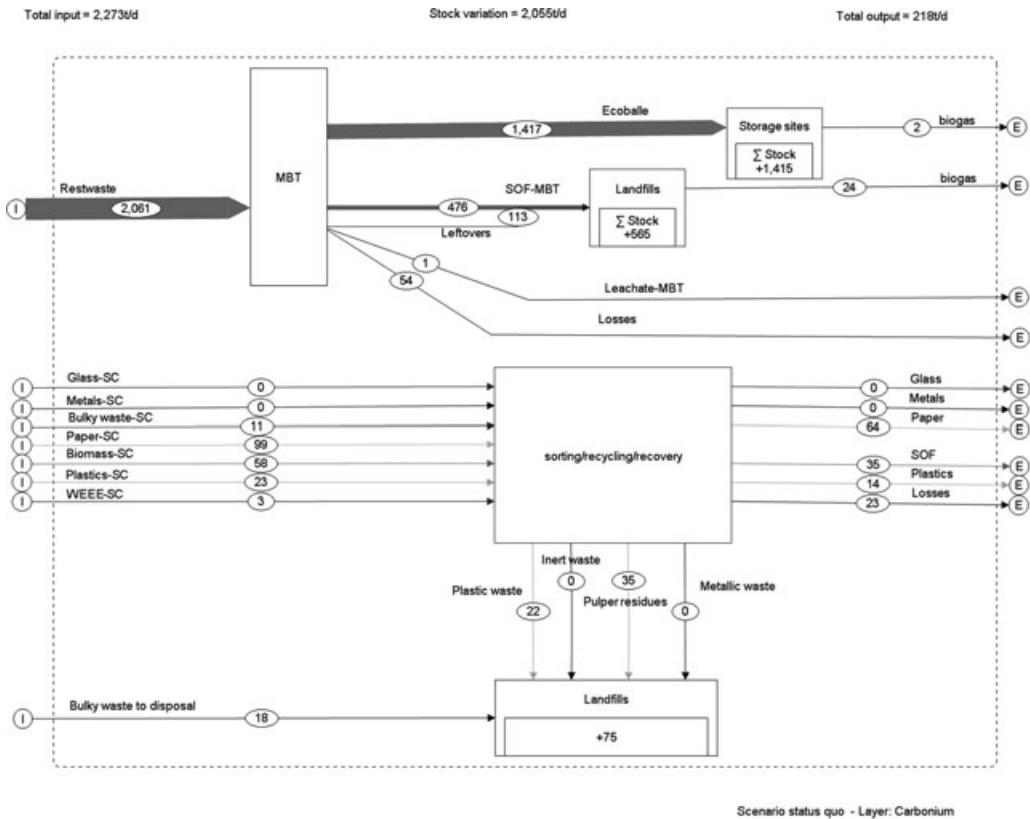 Total input = 2,273t/d
Stock variation = 2,055t/d
Total output = 218t/d
MBT
Ecoballe
1,417
Storage sites
∑ Stock
+1,415
2
biogas
E
Restwaste
I
2,061
SOF-MBT
476
113
Leftovers
Landfills
∑ Stock
+565
24
biogas
E
1
Leachate-MBT
E
54
Losses
E
I
Glass-SC
0
I
Metals-SC
0
I
Bulky waste-SC
11
I
Paper-SC
99
I
Biomass-SC
58
I
Plastics-SC
23
I
WEEE-SC
3
sorting/recycling/recovery
0
Glass
E
0
Metals
E
64
Paper
E
35
SOF
E
14
Plastics
E
23
Losses
E
Plastic waste
22
Inert waste
0
35
Pulper residues
Metallic waste
0
I
Bulky waste to disposal
18
Landfills
+75
Scenario status quo - Layer: Carbonium